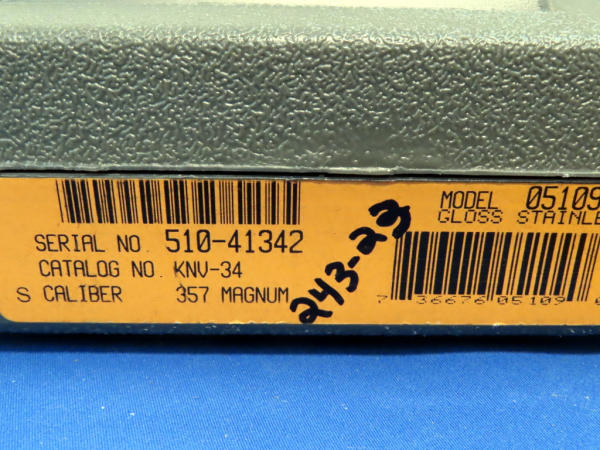 SERIAL NO. 510-41342
CATALOG NO. KNV-34
S CALIBER 357 MAGNUM
243-23
MODEL 05109
GLOSS STAINLE
7 36676 05109 0